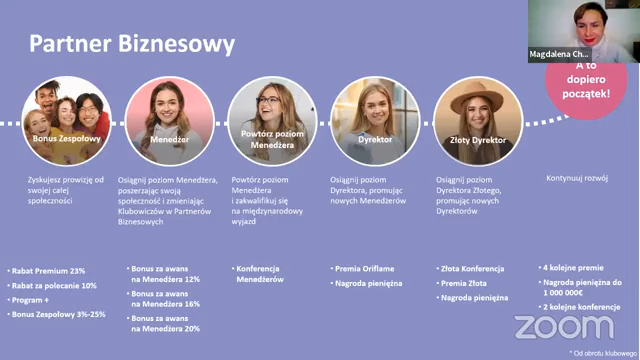 Partner Biznesowy
Magdalena Ch...
A to
dopiero
początek!
Bonus Zespołowy
Menedżer
Powtórz poziom
Menedżera
Dyrektor
Złoty Dyrektor
Zyskujesz prowizję od
swojej całej
społeczności
Osiągnij poziom Menedżera,
poszerzając swoją
społeczność i zmieniając
Klubowiczów w Partnerów
Biznesowych
Powtórz poziom
Menedżera
i zakwalifikuj się
na międzynarodowy
wyjazd
Osiągnij poziom
Dyrektora, promując
nowych Menedżerów
Osiągnij poziom
Dyrektora Złotego,
promując nowych
Dyrektorów
Kontynuuj rozwój
• Rabat Premium 23%
• Rabat za polecanie 10%
• Program +
• Bonus Zespołowy 3%-25%
• Bonus za awans
na Menedżera 12%
• Bonus za awans
na Menedżera 16%
• Bonus za awans
na Menedżera 20%
• Konferencja
Menedżerów
• Premia Oriflame
• Nagroda pieniężna
• Złota Konferencja
• Premia Złota
• Nagroda pieniężna
• 4 kolejne premie
• Nagroda pieniężna do
1 000 000€
• 2 kolejne konferencje
zoom
* Od obrotu klubowego